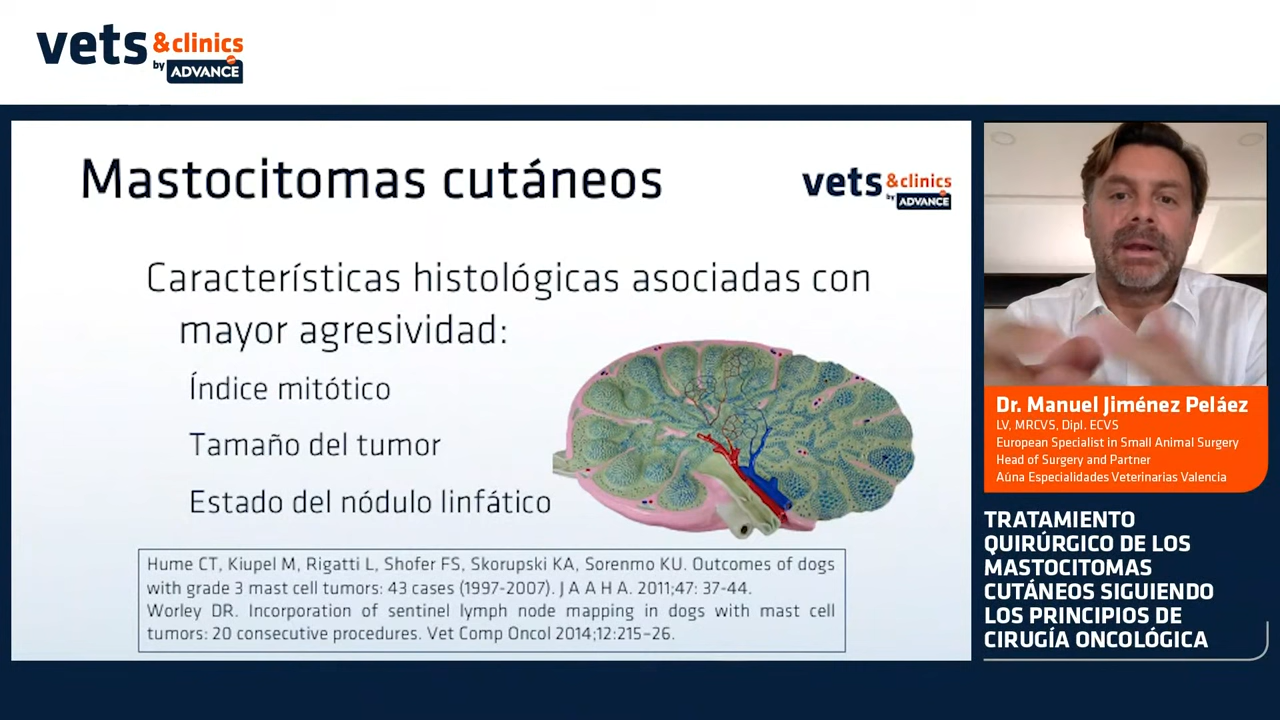 vets &clinics
by ADVANCE
Mastocitomas cutáneos
vets &clinics
by ADVANCE
Características histológicas asociadas con
mayor agresividad:
Índice mitótico
Tamaño del tumor
Estado del nódulo linfático
Hume CT, Kiupel M, Rigatti L, Shofer FS, Skorupski KA, Sorenmo KU. Outcomes of dogs
with grade 3 mast cell tumors: 43 cases (1997-2007). J A A H A. 2011;47: 37-44.
Worley DR. Incorporation of sentinel lymph node mapping in dogs with mast cell
tumors: 20 consecutive procedures. Vet Comp Oncol 2014;12:215–26.
Dr. Manuel Jiménez Peláez
LV, MRCVS, Dipl. ECVS
European Specialist in Small Animal Surgery
Head of Surgery and Partner
Aúna Especialidades Veterinarias Valencia
TRATAMIENTO
QUIRÚRGICO DE LOS
MASTOCITOMAS
CUTÁNEOS SIGUIENDO
LOS PRINCIPIOS DE
CIRUGÍA ONCOLÓGICA